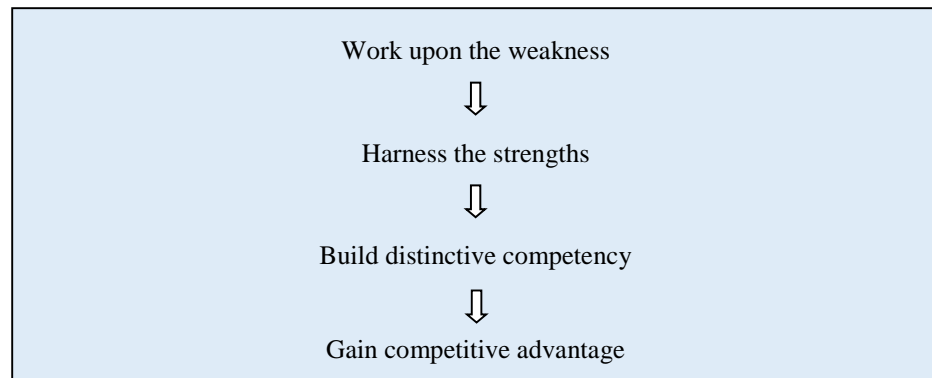 Work upon the weakness
Harness the strengths
Build distinctive competency
Gain competitive advantage